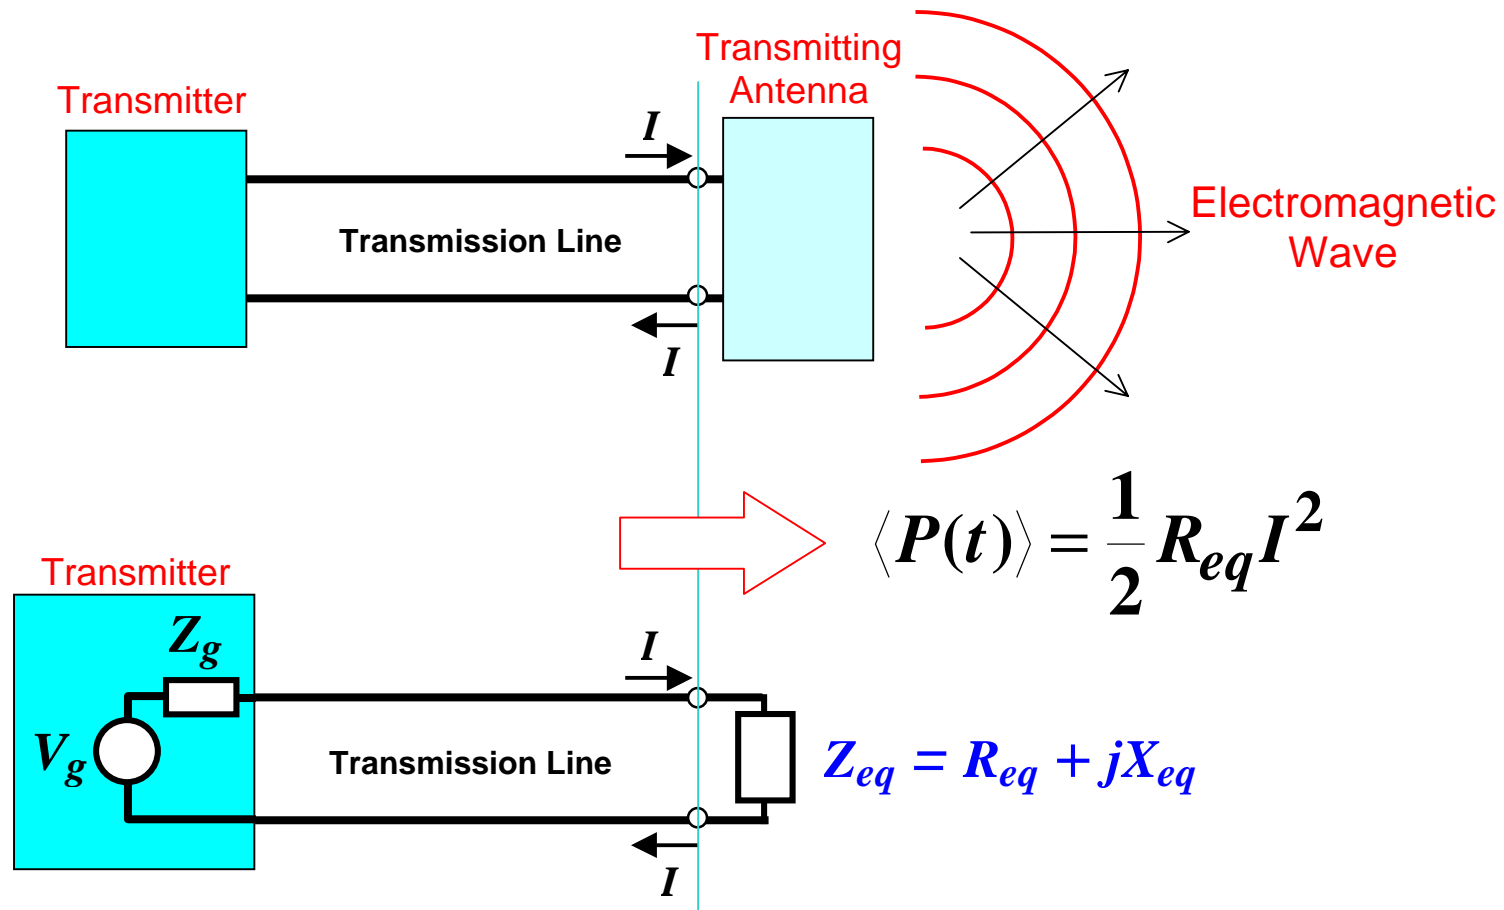 Transmitting
Antenna
Transmitter
I
Transmission Line
I
Electromagnetic
Wave
⟨P(t)⟩ = 1/2 R_eq I^2
Transmitter
Z_g
V_g
I
Transmission Line
I
Z_eq = R_eq + jX_eq